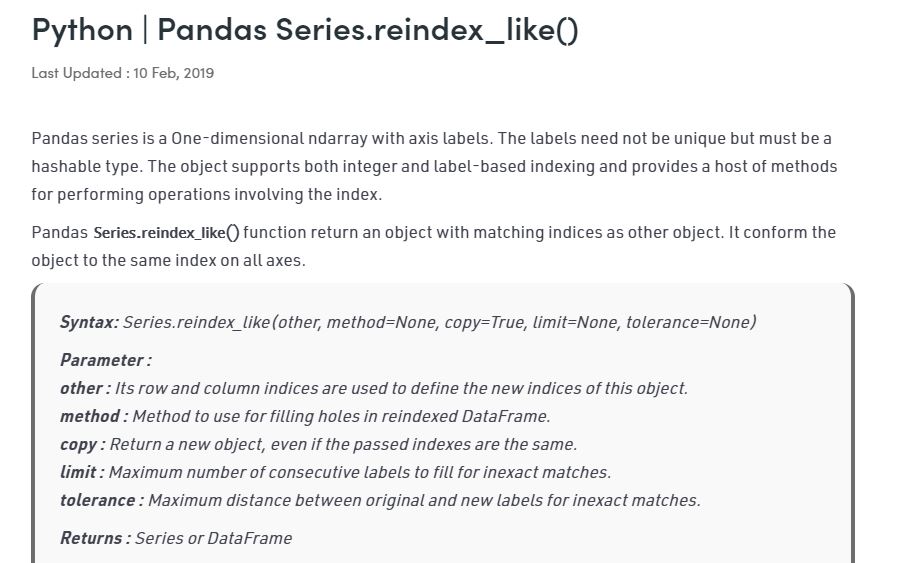 Python | Pandas Series.reindex_like()
Last Updated : 10 Feb, 2019
Pandas series is a One-dimensional ndarray with axis labels. The labels need not be unique but must be a
hashable type. The object supports both integer and label-based indexing and provides a host of methods
for performing operations involving the index.
Pandas Series.reindex_like() function return an object with matching indices as other object. It conform the
object to the same index on all axes.
Syntax: Series.reindex_like(other, method=None, copy=True, limit=None, tolerance=None)
Parameter :
other : Its row and column indices are used to define the new indices of this object.
method : Method to use for filling holes in reindexed DataFrame.
copy : Return a new object, even if the passed indexes are the same.
limit : Maximum number of consecutive labels to fill for inexact matches.
tolerance : Maximum distance between original and new labels for inexact matches.
Returns : Series or DataFrame